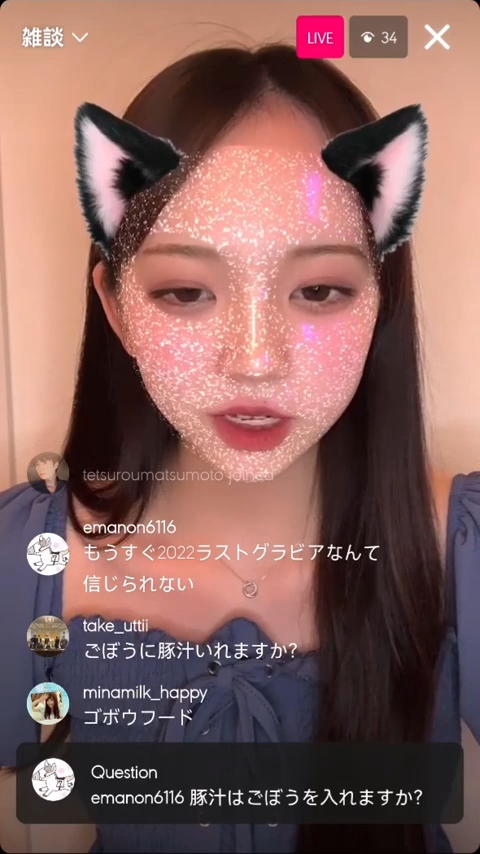 雑談
LIVE
34
tetsuroumatsumoto joined
emanon6116
もうすぐ2022ラストグラビアなんて
信じられない
take_uttii
ごぼうに豚汁いれますか?
minamilk_happy
ゴボウフード
Question
emanon6116 豚汁はごぼうを入れますか?